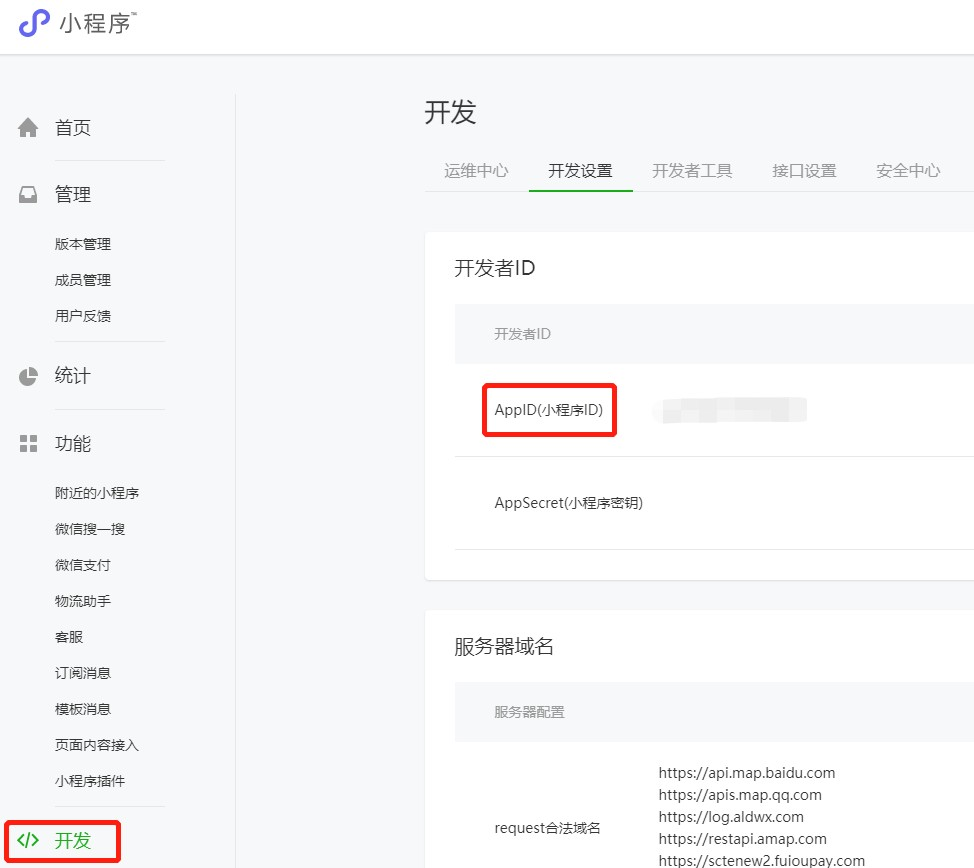 小程序™
首页
管理
版本管理
成员管理
用户反馈
统计
功能
附近的小程序
微信搜一搜
微信支付
物流助手
客服
订阅消息
模板消息
页面内容接入
小程序插件
</> 开发
开发
运维中心 开发设置 开发者工具 接口设置 安全中心
开发者ID
开发者ID
AppID(小程序ID)
AppSecret(小程序密钥)
服务器域名
服务器配置
request合法域名
https://api.map.baidu.com
https://apis.map.qq.com
https://log.aldwx.com
https://restapi.amap.com
https://sctenew2.fuioupay.com